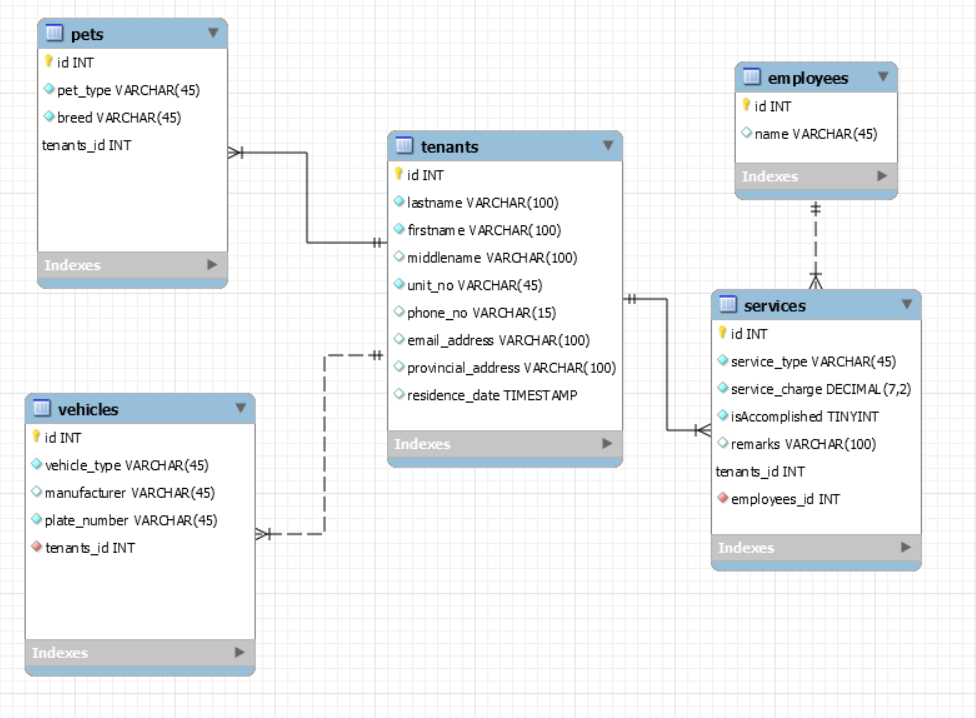 pets
id INT
pet_type VARCHAR(45)
breed VARCHAR(45)
tenants_id INT
Indexes
tenants
id INT
lastname VARCHAR(100)
firstname VARCHAR(100)
middlename VARCHAR(100)
unit_no VARCHAR(45)
phone_no VARCHAR(15)
email_address VARCHAR(100)
provincial_address VARCHAR(100)
residence_date TIMESTAMP
Indexes
employees
id INT
name VARCHAR(45)
Indexes
vehicles
id INT
vehicle_type VARCHAR(45)
manufacturer VARCHAR(45)
plate_number VARCHAR(45)
tenants_id INT
Indexes
services
id INT
service_type VARCHAR(45)
service_charge DECIMAL(7,2)
isAccomplished TINYINT
remarks VARCHAR(100)
tenants_id INT
employees_id INT
Indexes